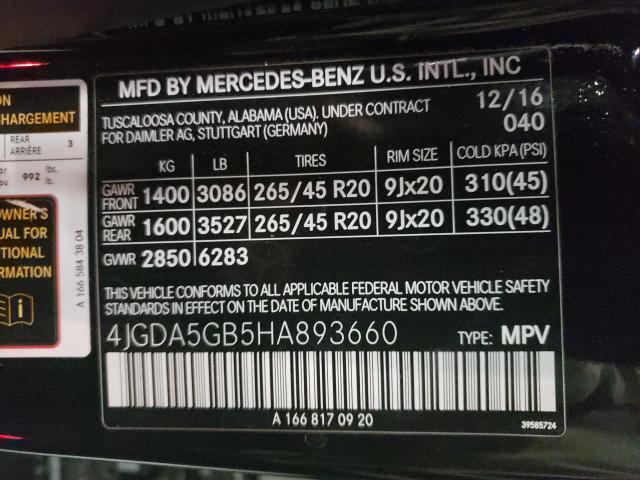 MFD BY MERCEDES-BENZ U.S. INTL., INC
TUSCALOOSA COUNTY, ALABAMA (USA). UNDER CONTRACT
FOR DAIMLER AG, STUTTGART (GERMANY)
12/16
040
KG LB TIRES RIM SIZE COLD KPA(PSI)
GAWR FRONT 1400 3086 265/45 R20 9Jx20 310(45)
GAWR REAR 1600 3527 265/45 R20 9Jx20 330(48)
GVWR 2850 6283
THIS VEHICLE CONFORMS TO ALL APPLICABLE FEDERAL MOTOR VEHICLE SAFETY
STANDARDS IN EFFECT ON THE DATE OF MANUFACTURE SHOWN ABOVE.
4JGDA5GB5HA893660 TYPE: MPV
A 166 817 09 20
39585724
CHARGEMENT
REAR
ARRIÈRE 3
or
ou 992 lbs.
lb.
OWNER'S
FOR
INFORMATION
A 166 584 38 04